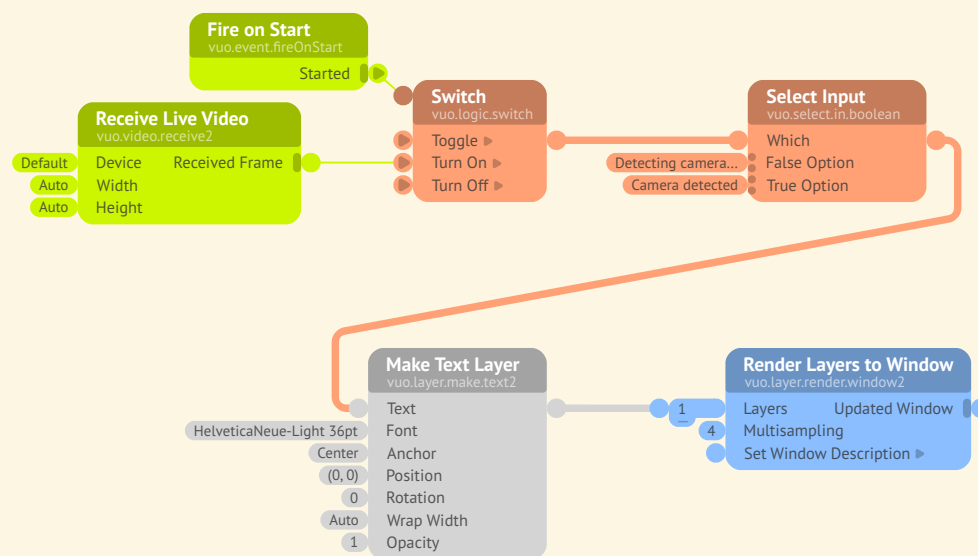 Fire on Start
vuo.event.fireOnStart
Started
Receive Live Video
vuo.video.receive2
Default Device Received Frame
Auto Width
Auto Height
Switch
vuo.logic.switch
Toggle
Turn On
Turn Off
Select Input
vuo.select.in.boolean
Which
Detecting camera... False Option
Camera detected True Option
Make Text Layer
vuo.layer.make.text2
Text
HelveticaNeue-Light 36pt Font
Center Anchor
(0, 0) Position
0 Rotation
Auto Wrap Width
1 Opacity
Render Layers to Window
vuo.layer.render.window2
1 Layers Updated Window
4 Multisampling
Set Window Description